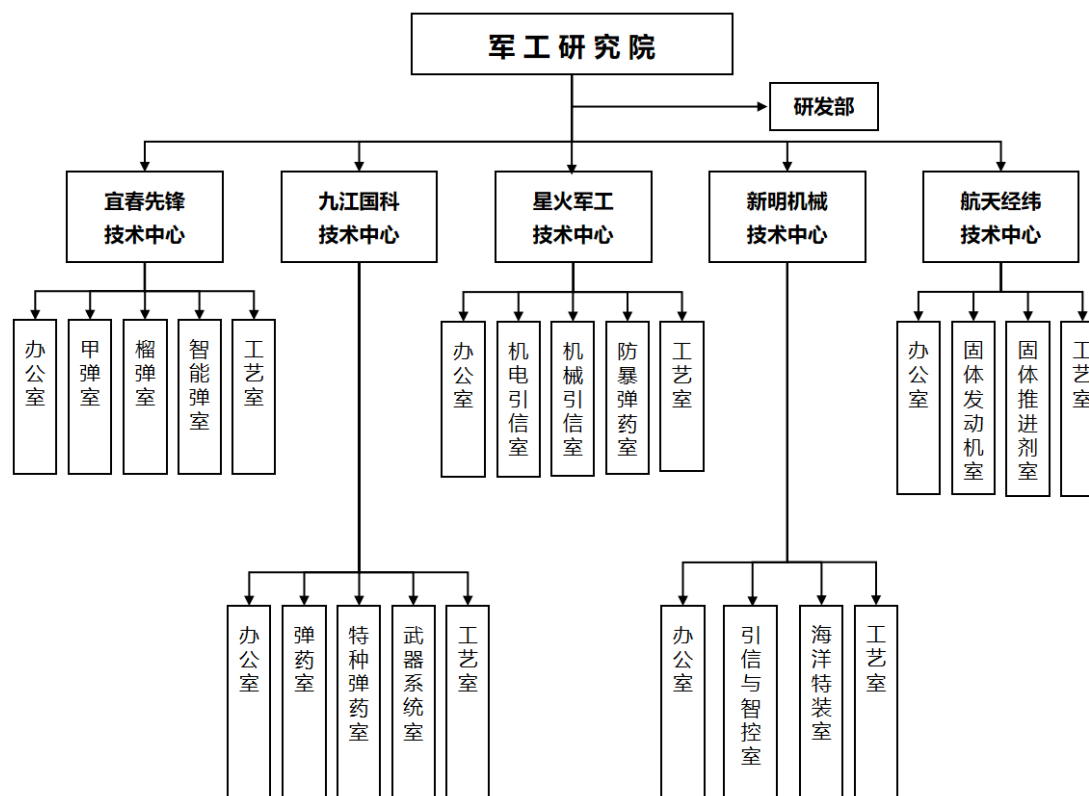 军工研究院
研发部
宜春先锋
技术中心
九江国科
技术中心
星火军工
技术中心
新明机械
技术中心
航天经纬
技术中心
办公室
甲弹室
榴弹室
智能弹室
工艺室
办公室
机电引信室
机械引信室
防暴弹药室
工艺室
办公室
固体发动机室
固体推进剂室
工艺室
办公室
弹药室
特种弹药室
武器系统室
工艺室
办公室
引信与智控室
海洋特装室
工艺室